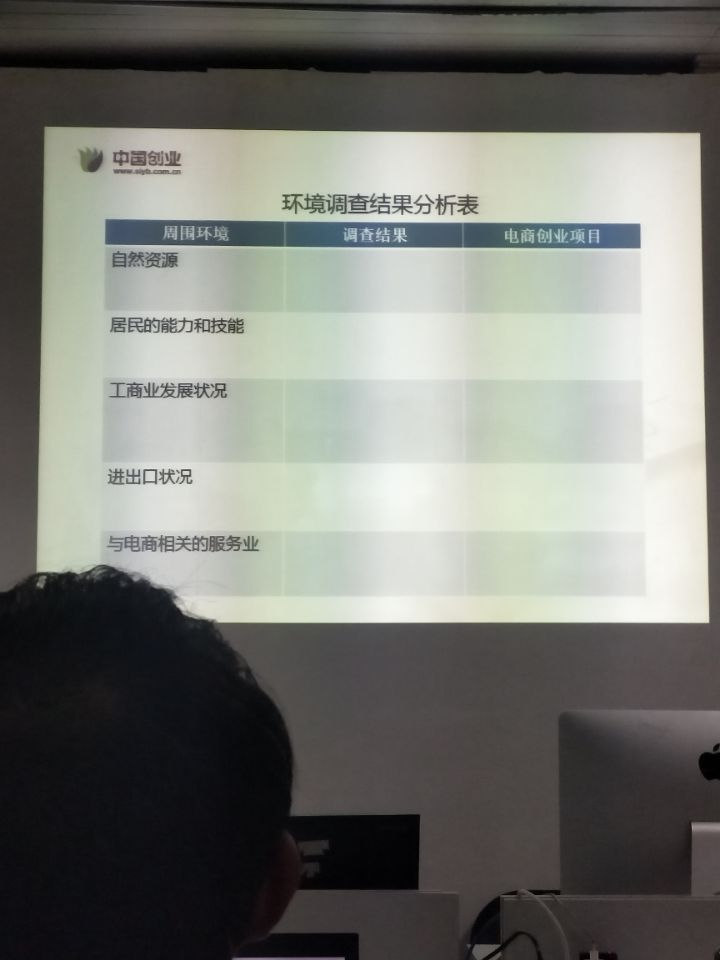 中国创业
www.siyb.com.cn
环境调查结果分析表
周围环境 调查结果 电商创业项目
自然资源
居民的能力和技能
工商业发展状况
进出口状况
与电商相关的服务业